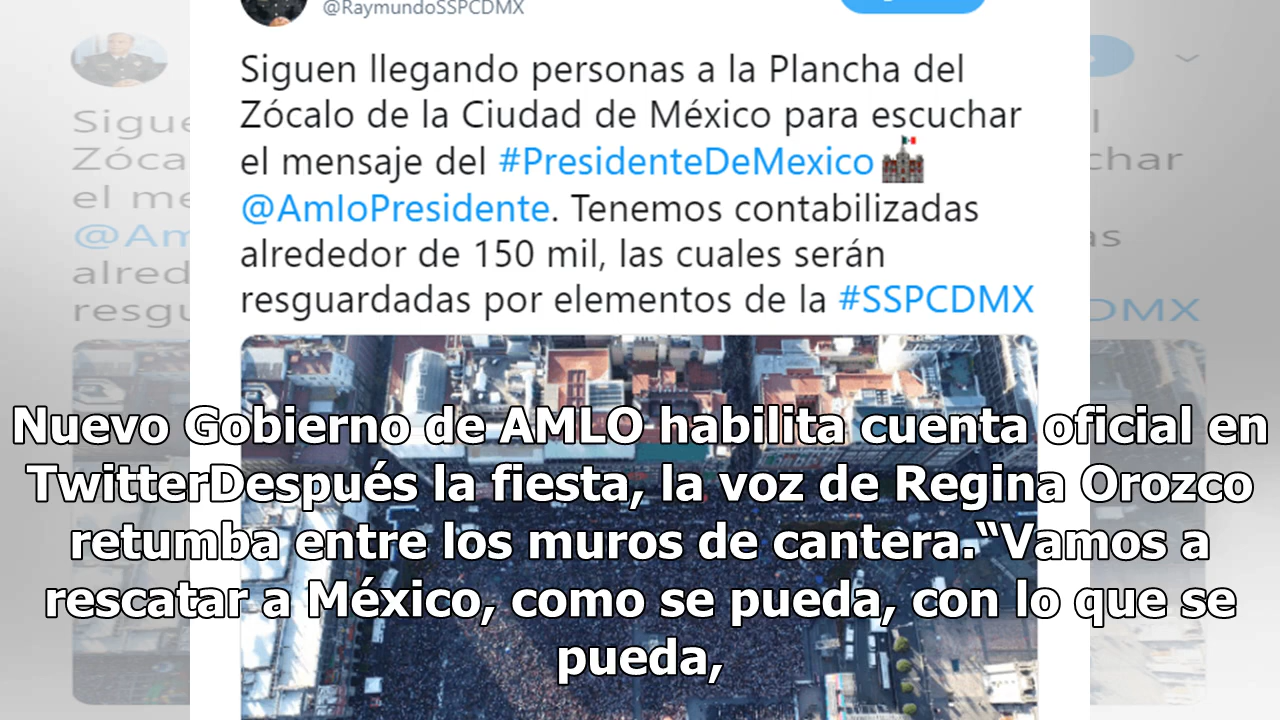 @RaymundoSSPCDMX
Siguen llegando personas a la Plancha del
Zócalo de la Ciudad de México para escuchar
el mensaje del #PresidenteDeMexico
@AmloPresidente. Tenemos contabilizadas
alrededor de 150 mil, las cuales serán
resguardadas por elementos de la #SSPCDMX
Nuevo Gobierno de AMLO habilita cuenta oficial en
TwitterDespués la fiesta, la voz de Regina Orozco
retumba entre los muros de cantera.“Vamos a
rescatar a México, como se pueda, con lo que se
pueda,